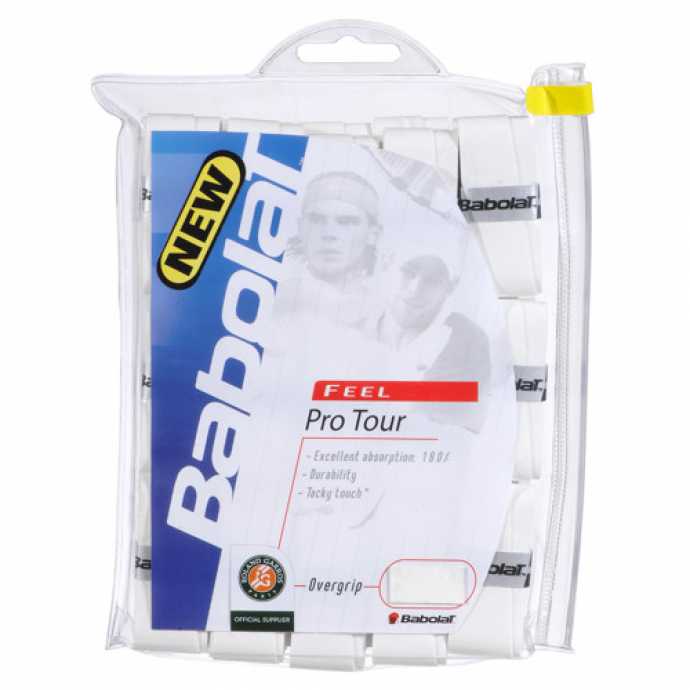 NEW
Babolat
Babolat
Babolat
Babolat
FEEL
Pro Tour
- Excellent absorption: 180%
- Durability
- Tacky touch*
Overgrip
ROLAND GARROS
PARIS
OFFICIAL SUPPLIER
Babolat